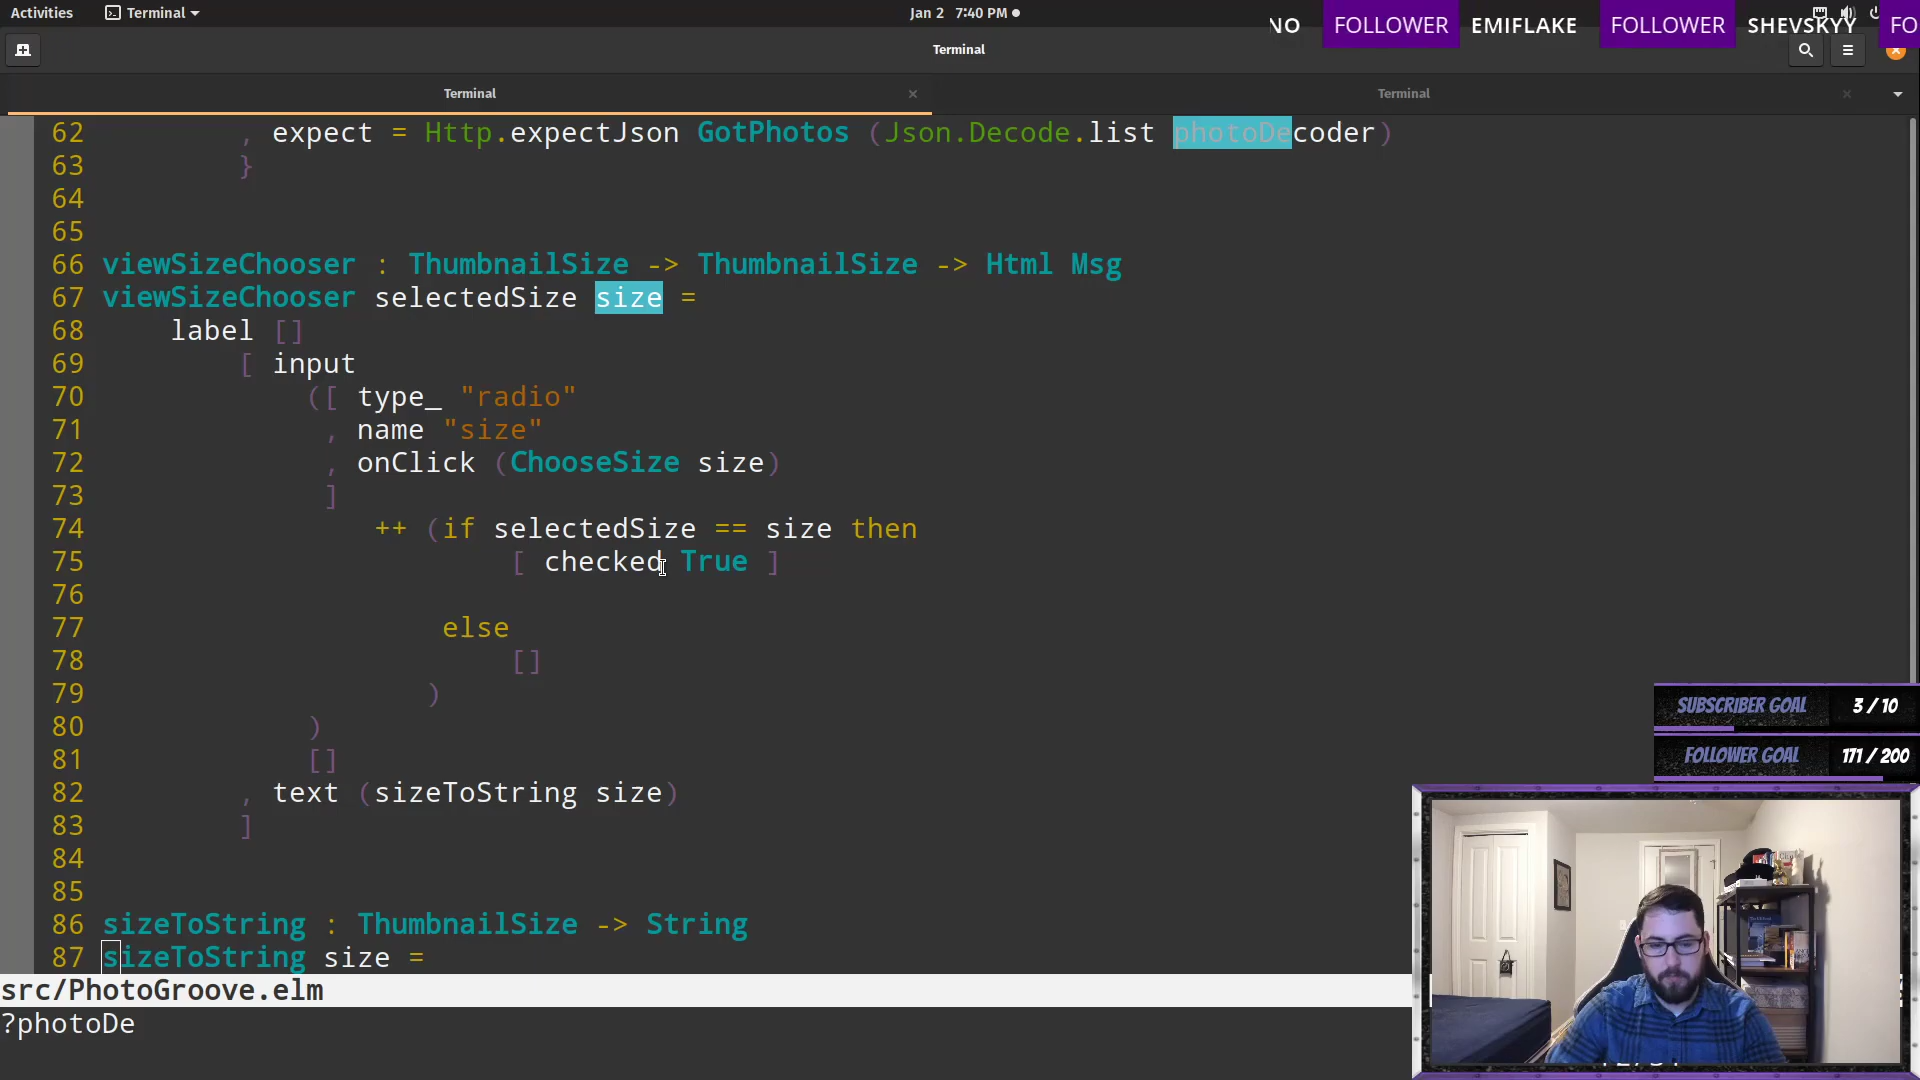 Activities
Terminal
Jan 2 7:40 PM
NO FOLLOWER EMIFLAKE FOLLOWER SHEVSKYY FO
Terminal
Terminal
Terminal
62 , expect = Http.expectJson GotPhotos (Json.Decode.list photoDecoder)
63 }
64
65
66 viewSizeChooser : ThumbnailSize -> ThumbnailSize -> Html Msg
67 viewSizeChooser selectedSize size =
68 label []
69 [ input
70 ([ type_ "radio"
71 , name "size"
72 , onClick (ChooseSize size)
73 ]
74 ++ (if selectedSize == size then
75 [ checked True ]
76
77 else
78 []
79 )
80 )
81 []
82 , text (sizeToString size)
83 ]
84
85
86 sizeToString : ThumbnailSize -> String
87 sizeToString size =
src/PhotoGroove.elm
?photoDe
SUBSCRIBER GOAL 3 / 10
FOLLOWER GOAL 171 / 200